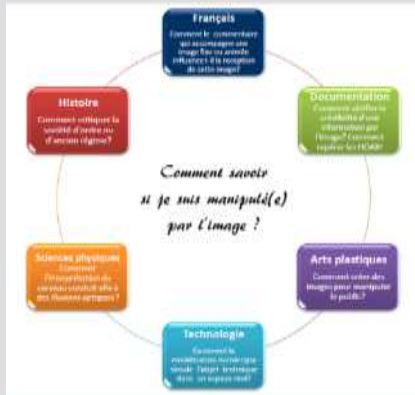 Français
Comment le commentaire
qui accompagne une
image fixe ou animée
influence t-il la réception
de cette image?
Documentation
Comment vérifier la
crédibilité d'une
information par
l'image? Comment
repérer les HOAX?
Arts plastiques
Comment créer des
images pour manipuler
le public?
Technologie
Comment la
modélisation numérique
simule l'objet technique
dans un espace réel?
Sciences physiques
Comment
l'interprétation du
cerveau conduit-elle à
des illusions optiques ?
Histoire
Comment critiquer la
société d'ordre ou
d'ancien régime?
Comment savoir
si je suis manipulé(e)
par l'image ?